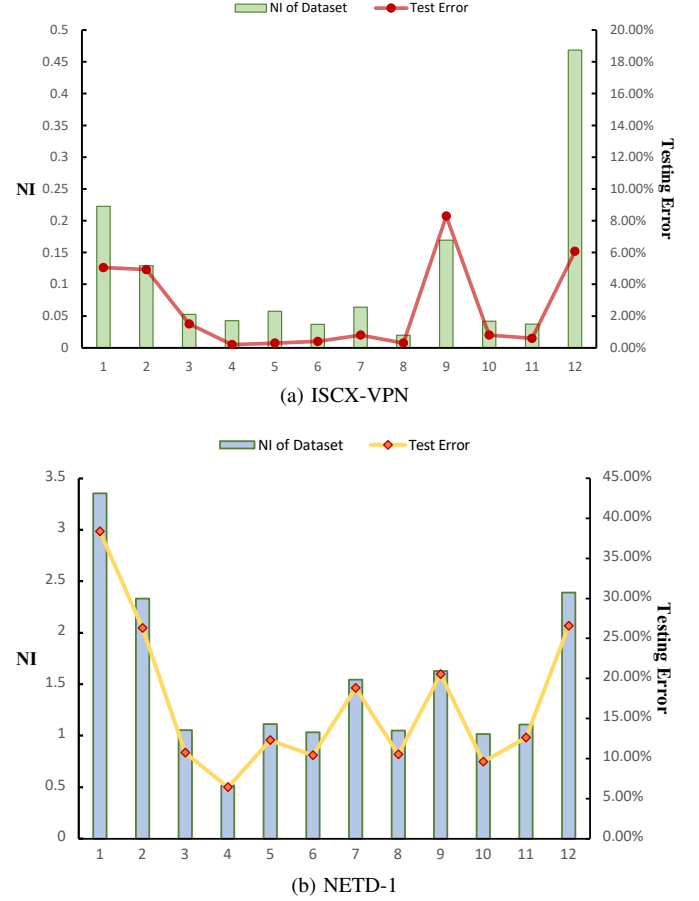 NI of Dataset Test Error
0.5 20.00%
0.45 18.00%
0.4 16.00%
0.35 14.00%
0.3 12.00%
0.25 10.00%
0.2 8.00%
0.15 6.00%
0.1 4.00%
0.05 2.00%
0 0.00%
NI
Testing Error
1 2 3 4 5 6 7 8 9 10 11 12
(a) ISCX-VPN
NI of Dataset Test Error
3.5 45.00%
3 40.00%
2.5 35.00%
2 30.00%
1.5 25.00%
1 20.00%
0.5 15.00%
0 10.00%
5.00%
0.00%
NI
Testing Error
1 2 3 4 5 6 7 8 9 10 11 12
(b) NETD-1